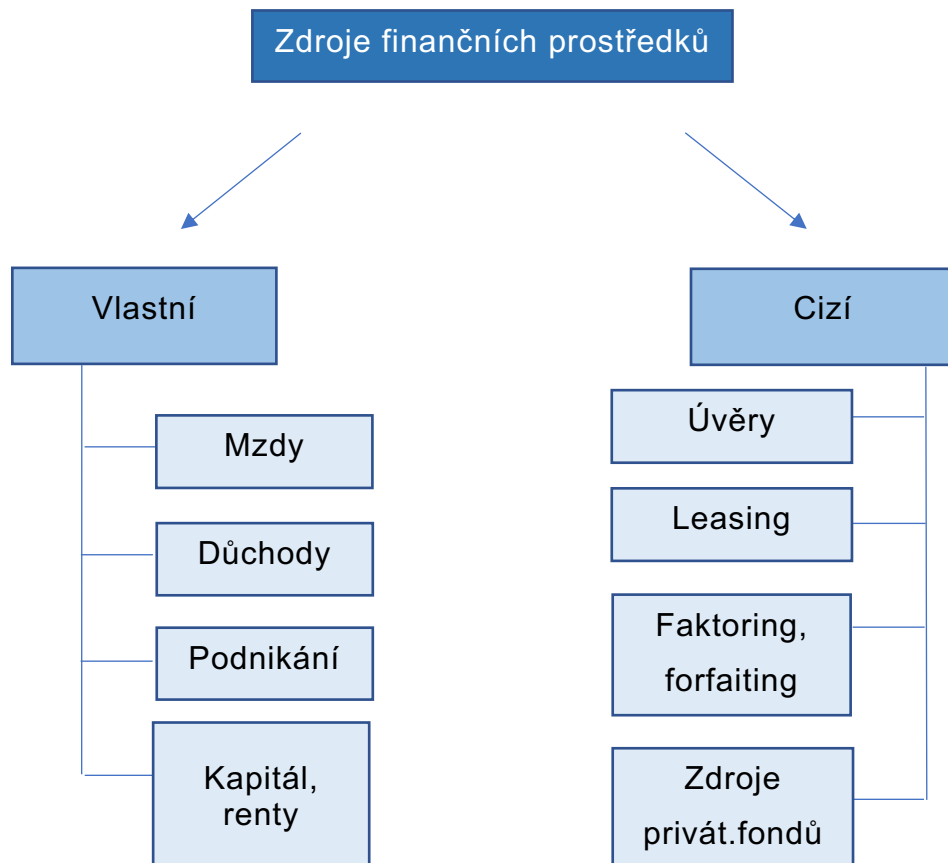 Zdroje finančních prostředků
Vlastní
Mzdy
Důchody
Podnikání
Kapitál,
renty
Cizí
Úvěry
Leasing
Faktoring,
forfaiting
Zdroje
privát.fondů